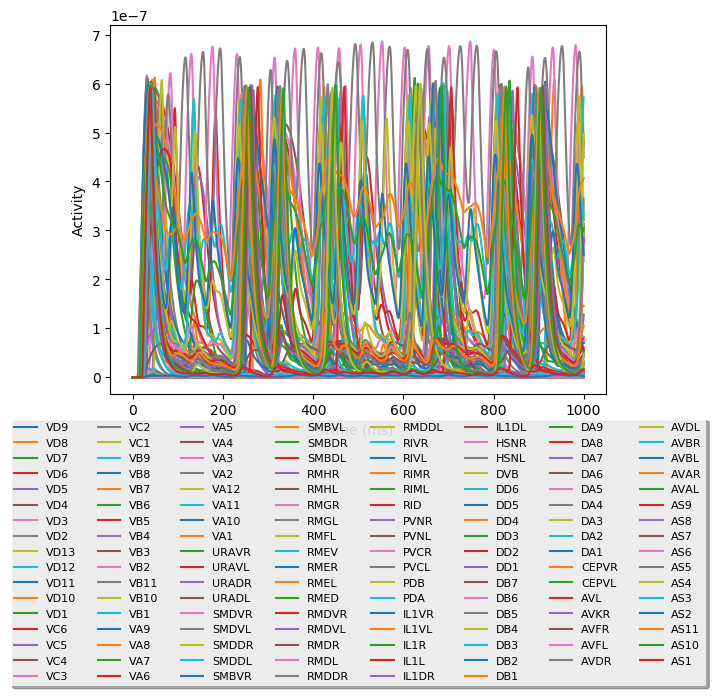 1e−7
7
6
5
4
3
2
1
0
Activity
0 200 400 600 800 1000
VD9 VC2 VA5 SMBVL RMDDL IL1DL DA9 AVDL
VD8 VC1 VA4 SMBDR RIVR HSNR DA8 AVBR
VD7 VB9 VA3 SMBDL RIVL HSNL DA7 AVBL
VD6 VB8 VA2 RMHR RIMR DVB DA6 AVAR
VD5 VB7 VA12 RMHL RIML DD6 DA5 AVAL
VD4 VB6 VA11 RMGR RID DD5 DA4 AS9
VD3 VB5 VA10 RMGL PVNR DD4 DA3 AS8
VD2 VB4 VA1 RMFL PVNL DD3 DA2 AS7
VD13 VB3 URAVR RMEV PVCR DD2 DA1 AS6
VD12 VB2 URAVL RMER PVCL DD1 CEPVR AS5
VD11 VB11 URADR RMEL PDB DB7 CEPVL AS4
VD10 VB10 URADL RMED PDA DB6 AVL AS3
VD1 VB1 SMDVR RMDVR IL1VR DB5 AVKR AS2
VC6 VA9 SMDVL RMDVL IL1VL DB4 AVFR AS11
VC5 VA8 SMDDR RMDR IL1R DB3 AVFL AS10
VC4 VA7 SMDDL RMDL IL1L DB2 AVDR AS1
VC3 VA6 SMBVR RMDDR IL1DR DB1